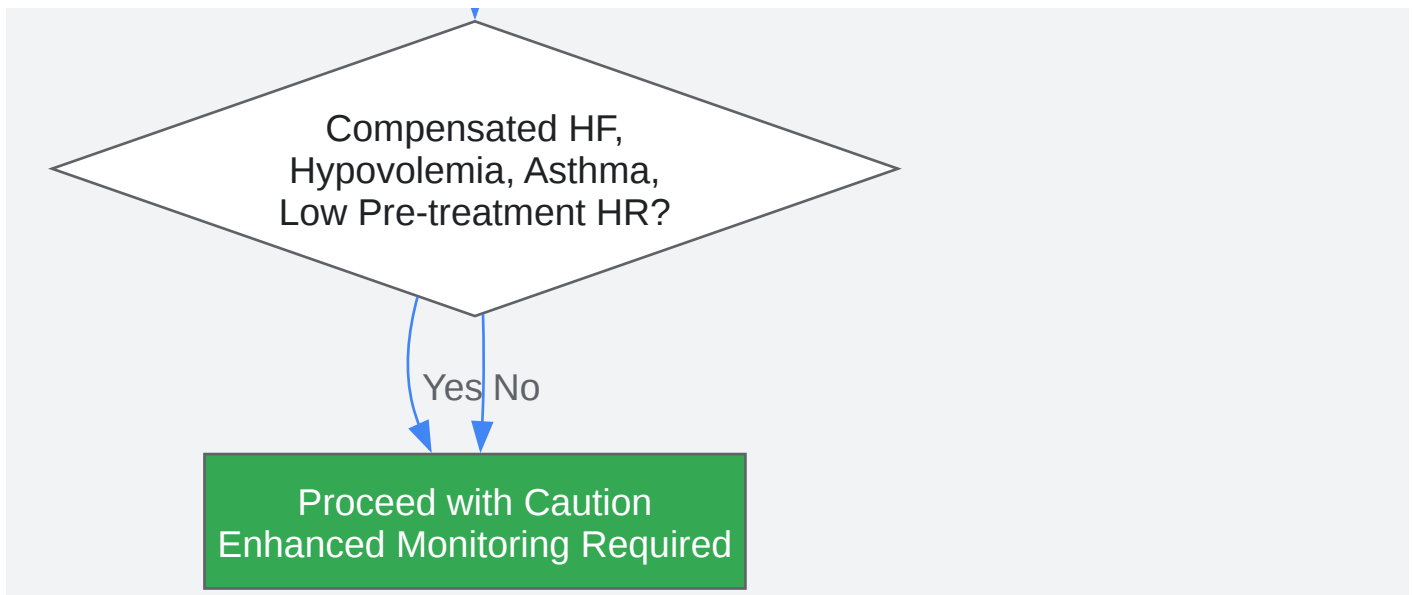 Compensated HF,
Hypovolemia, Asthma,
Low Pre-treatment HR?
Yes No
Proceed with Caution
Enhanced Monitoring Required